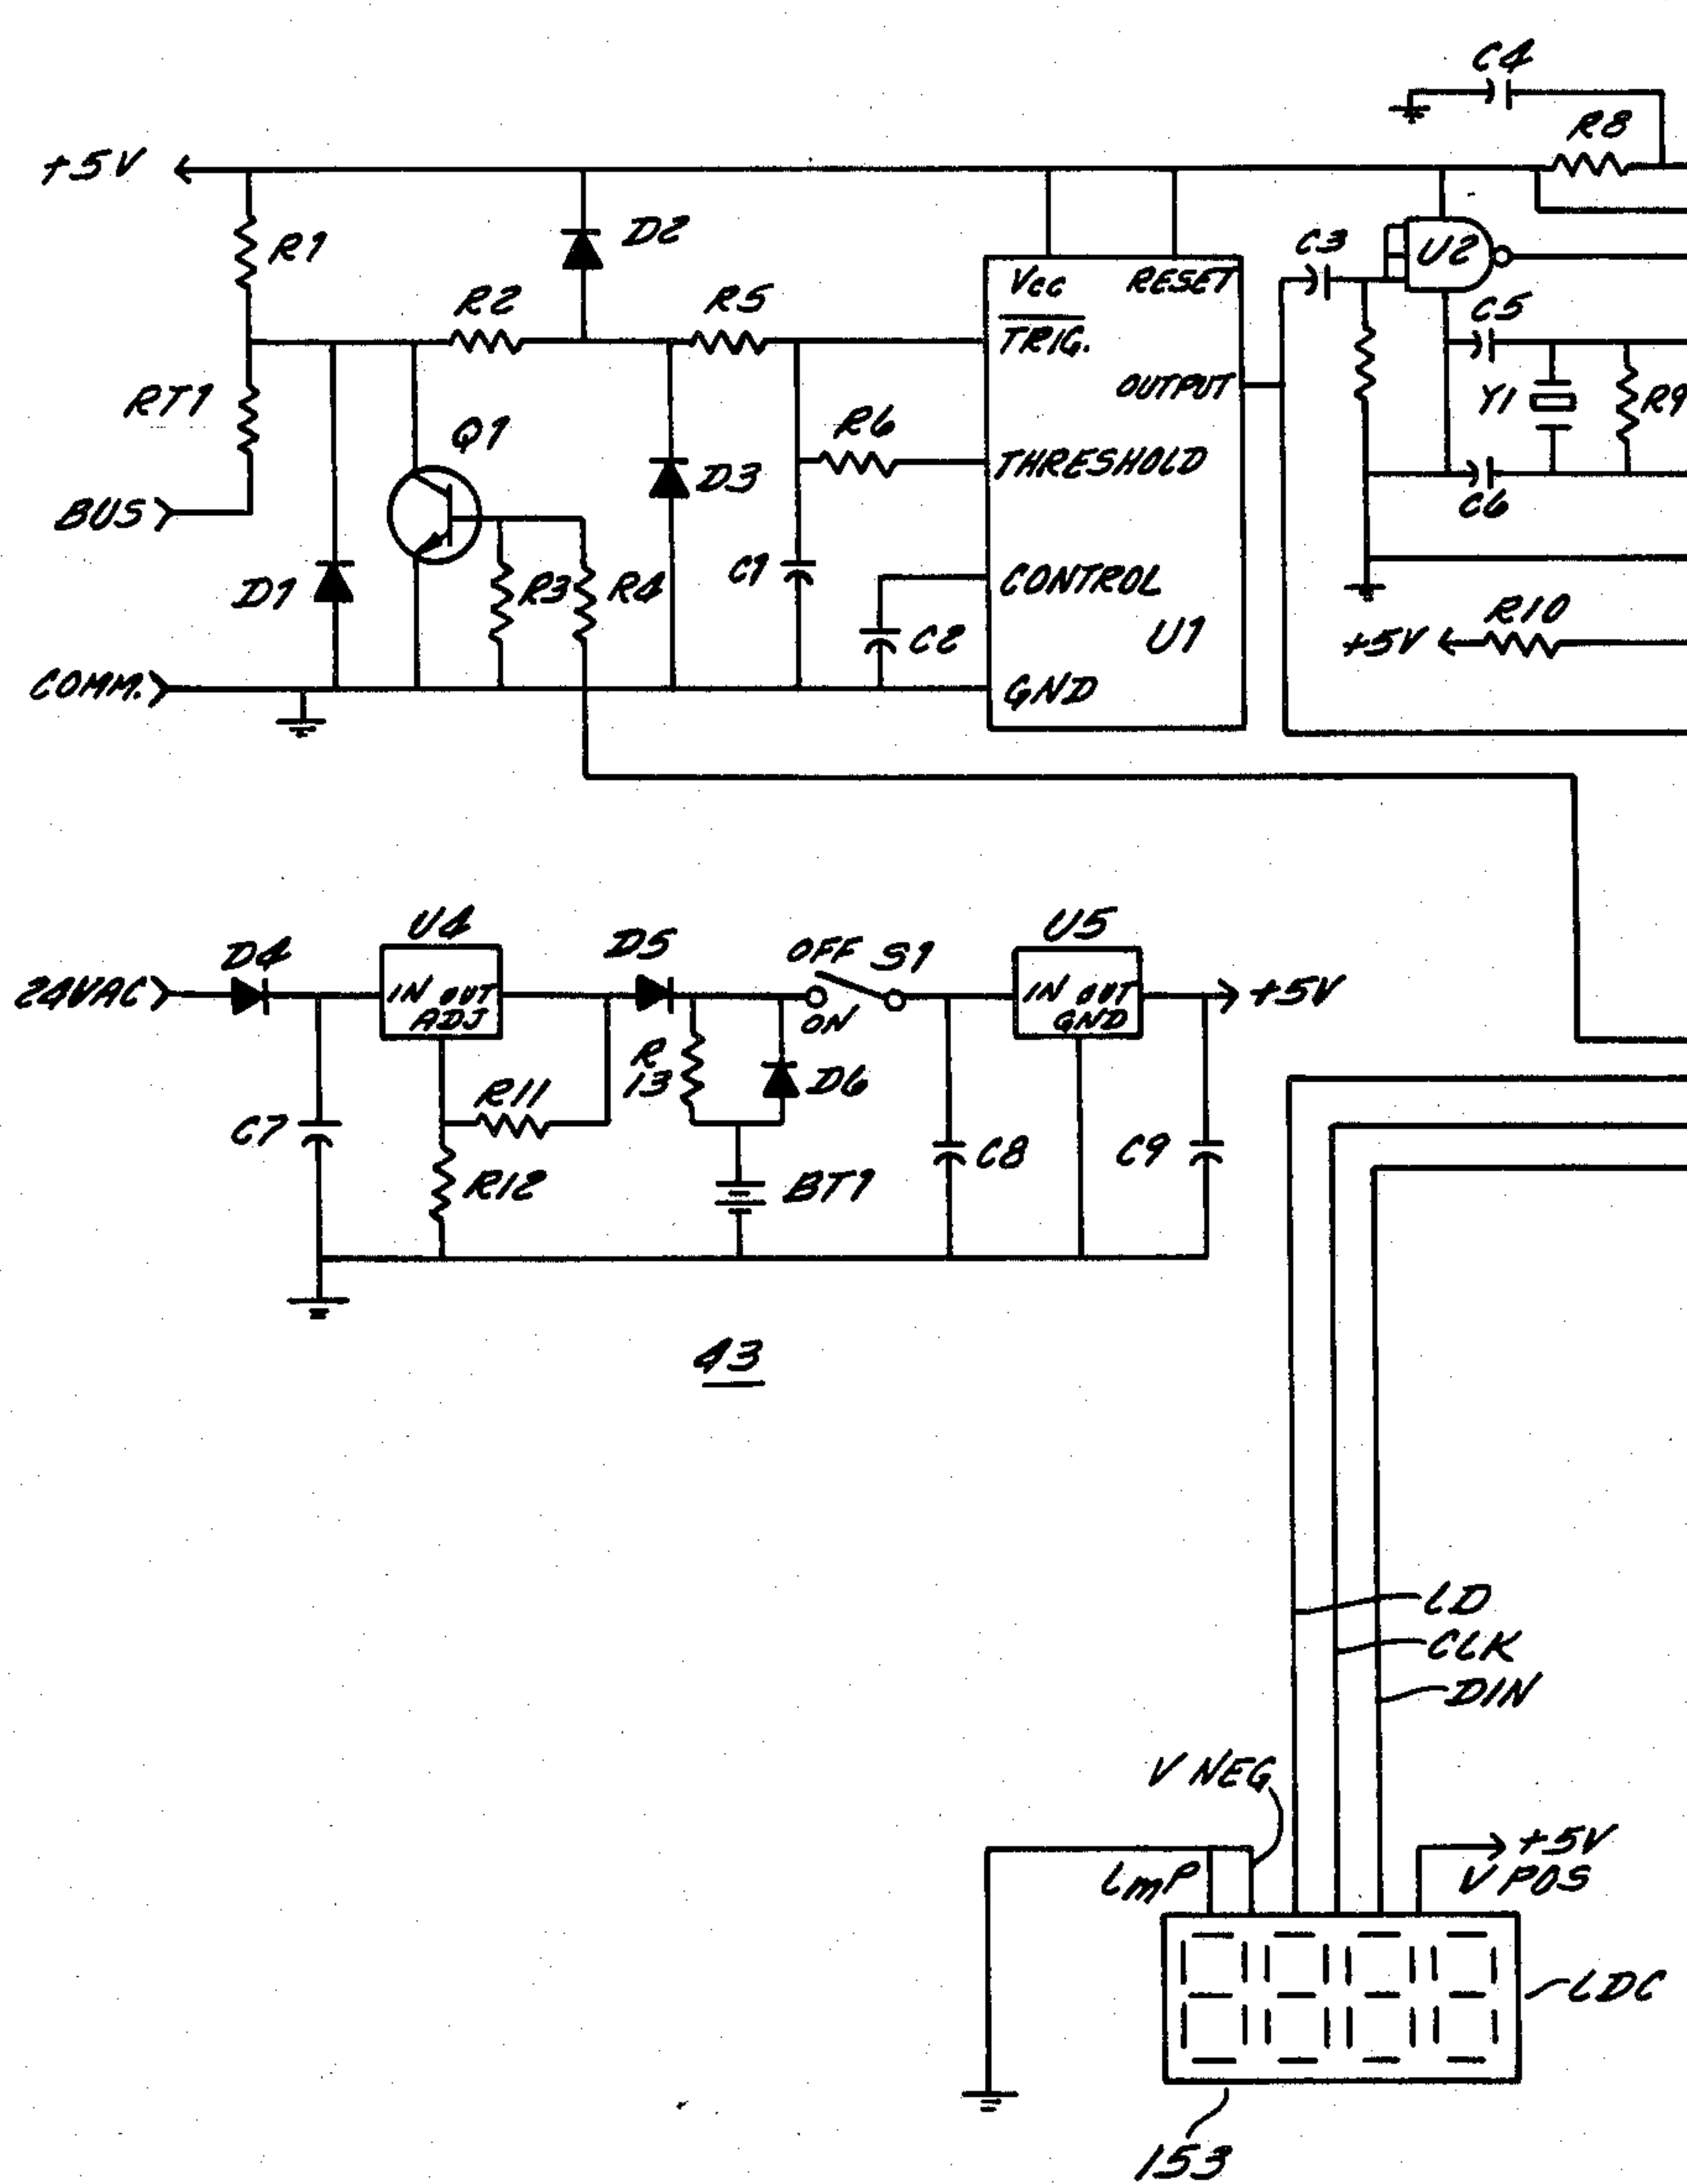 C4
R8
+5V
R1
D2
R2
R5
VCC
RESET
TRIG.
OUTPUT
C3
U2
C5
RT1
Q1
R6
Y1
R9
D3
THRESHOLD
BUS
C6
D1
R3
R4
C1
CONTROL
C2
U1
R10
+5V
COMM.
GND
U4
D4
D5
OFF
S1
U5
24VAC
IN
OUT
ADJ
ON
IN
OUT
GND
+5V
R
13
D6
R11
C7
R12
BT1
C8
C9
43
LD
CLK
DIN
V NEG
LmP
+5V
V POS
LDC
153